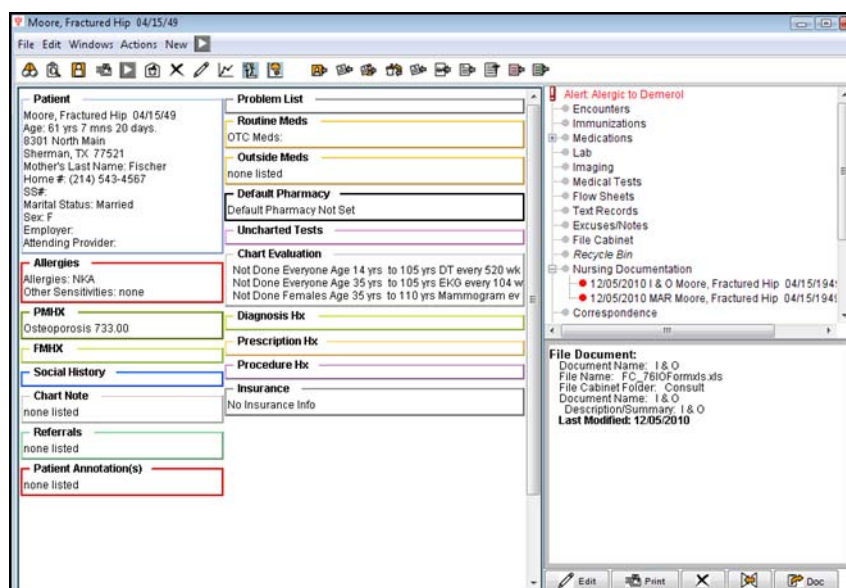 Moore, Fractured Hip 04/15/49
File Edit Windows Actions New
Patient
Moore, Fractured Hip 04/15/49
Age: 61 yrs 7 mns 20 days.
8301 North Main
Sherman, TX 77521
Mother's Last Name: Fischer
Home #: (214) 543-4567
SS#:
Marital Status: Married
Sex: F
Employer:
Attending Provider:
Allergies
Allergies: NKA
Other Sensitivities: none
PMHX
Osteoporosis 733.00
FMHX
Social History
Chart Note
none listed
Referrals
none listed
Patient Annotation(s)
none listed
Problem List
Routine Meds
OTC Meds:
Outside Meds
none listed
Default Pharmacy
Default Pharmacy Not Set
Uncharted Tests
Chart Evaluation
Not Done Everyone Age 14 yrs to 105 yrs DT every 520 wk
Not Done Everyone Age 35 yrs to 105 yrs EKG every 104 w
Not Done Females Age 35 yrs to 110 yrs Mammogram ev
Diagnosis Hx
Prescription Hx
Procedure Hx
Insurance
No Insurance Info
Alert: Alergic to Demerol
Encounters
Immunizations
Medications
Lab
Imaging
Medical Tests
Flow Sheets
Text Records
Excuses/Notes
File Cabinet
Recycle Bin
Nursing Documentation
12/05/2010 I & O Moore, Fractured Hip 04/15/194
12/05/2010 MAR Moore, Fractured Hip 04/15/194
Correspondence
File Document:
Document Name: I & O
File Name: FC_76IOFormxls.xls
File Cabinet Folder: Consult
Document Name: I & O
Description/Summary: I & O
Last Modified: 12/05/2010
Edit Print Doc